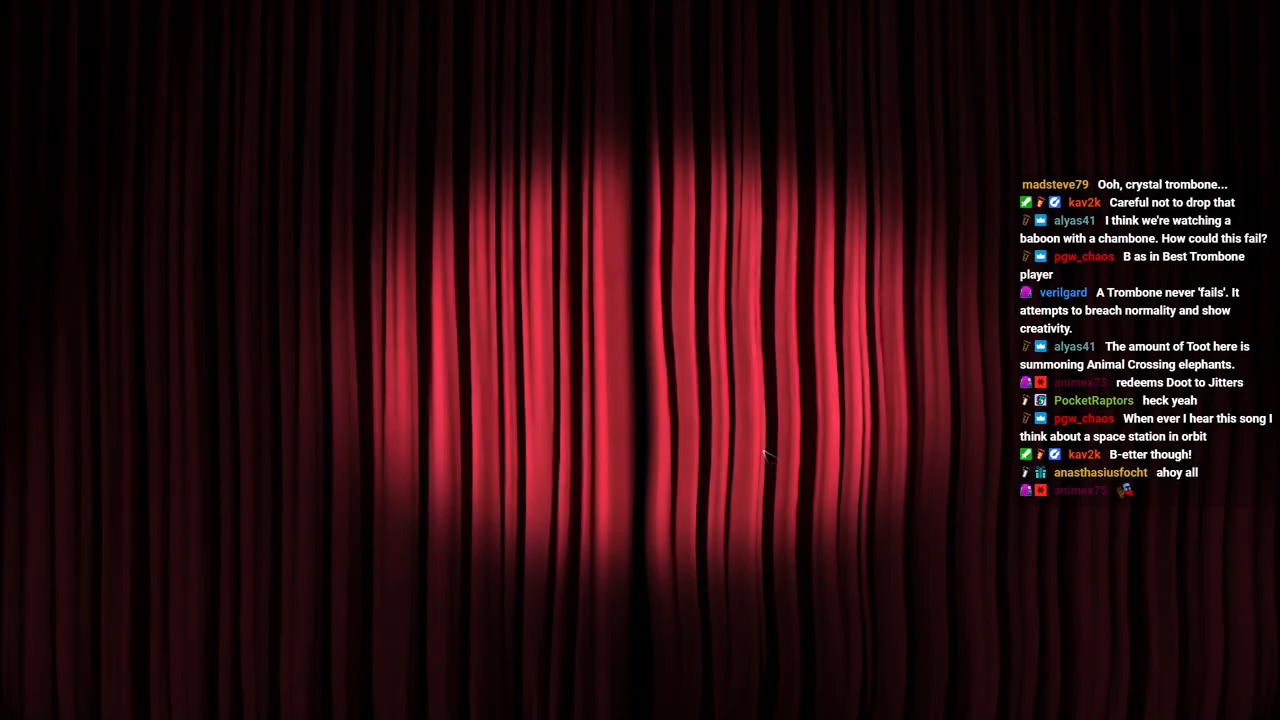 madsteve79 Ooh, crystal trombone...
kav2k Careful not to drop that
alyas41 I think we're watching a
baboon with a chambone. How could this fail?
pgw_chaos B as in Best Trombone
player
verilgard A Trombone never 'fails'. It
attempts to breach normality and show
creativity.
alyas41 The amount of Toot here is
summoning Animal Crossing elephants.
animex75 redeems Doot to Jitters
PocketRaptors heck yeah
pgw_chaos When ever I hear this song I
think about a space station in orbit
kav2k B-etter though!
anasthasiusfocht ahoy all
animex75